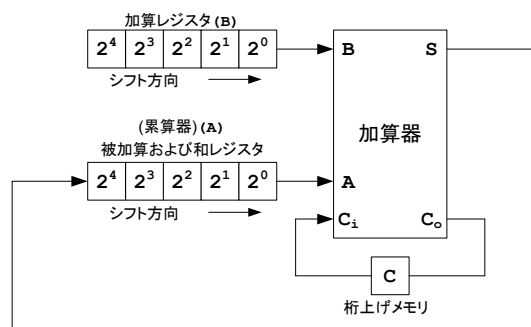 加算レジスタ(B)
2⁴ 2³ 2² 2¹ 2⁰
シフト方向
B S
加算器
(累算器)(A)
被加算および和レジスタ
2⁴ 2³ 2² 2¹ 2⁰
シフト方向
A
Cᵢ Cₒ
C
桁上げメモリ